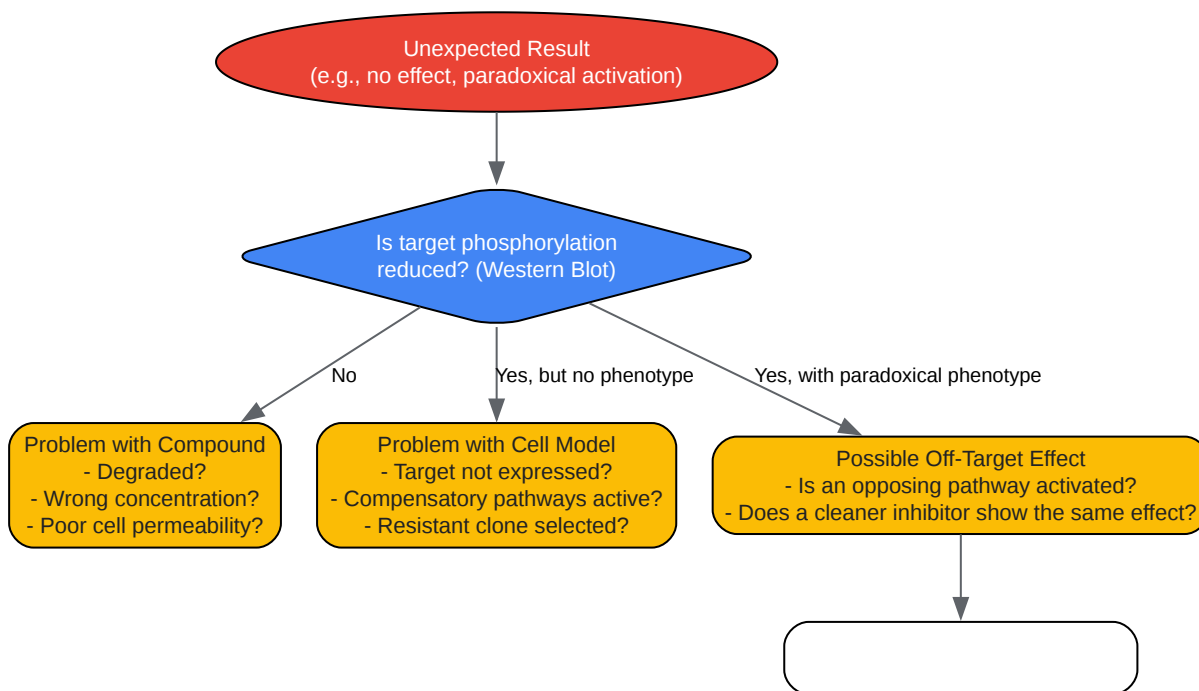 Unexpected Result
(e.g., no effect, paradoxical activation)
Is target phosphorylation
reduced? (Western Blot)
No
Yes, but no phenotype
Yes, with paradoxical phenotype
Problem with Compound
- Degraded?
- Wrong concentration?
- Poor cell permeability?
Problem with Cell Model
- Target not expressed?
- Compensatory pathways active?
- Resistant clone selected?
Possible Off-Target Effect
- Is an opposing pathway activated?
- Does a cleaner inhibitor show the same effect?